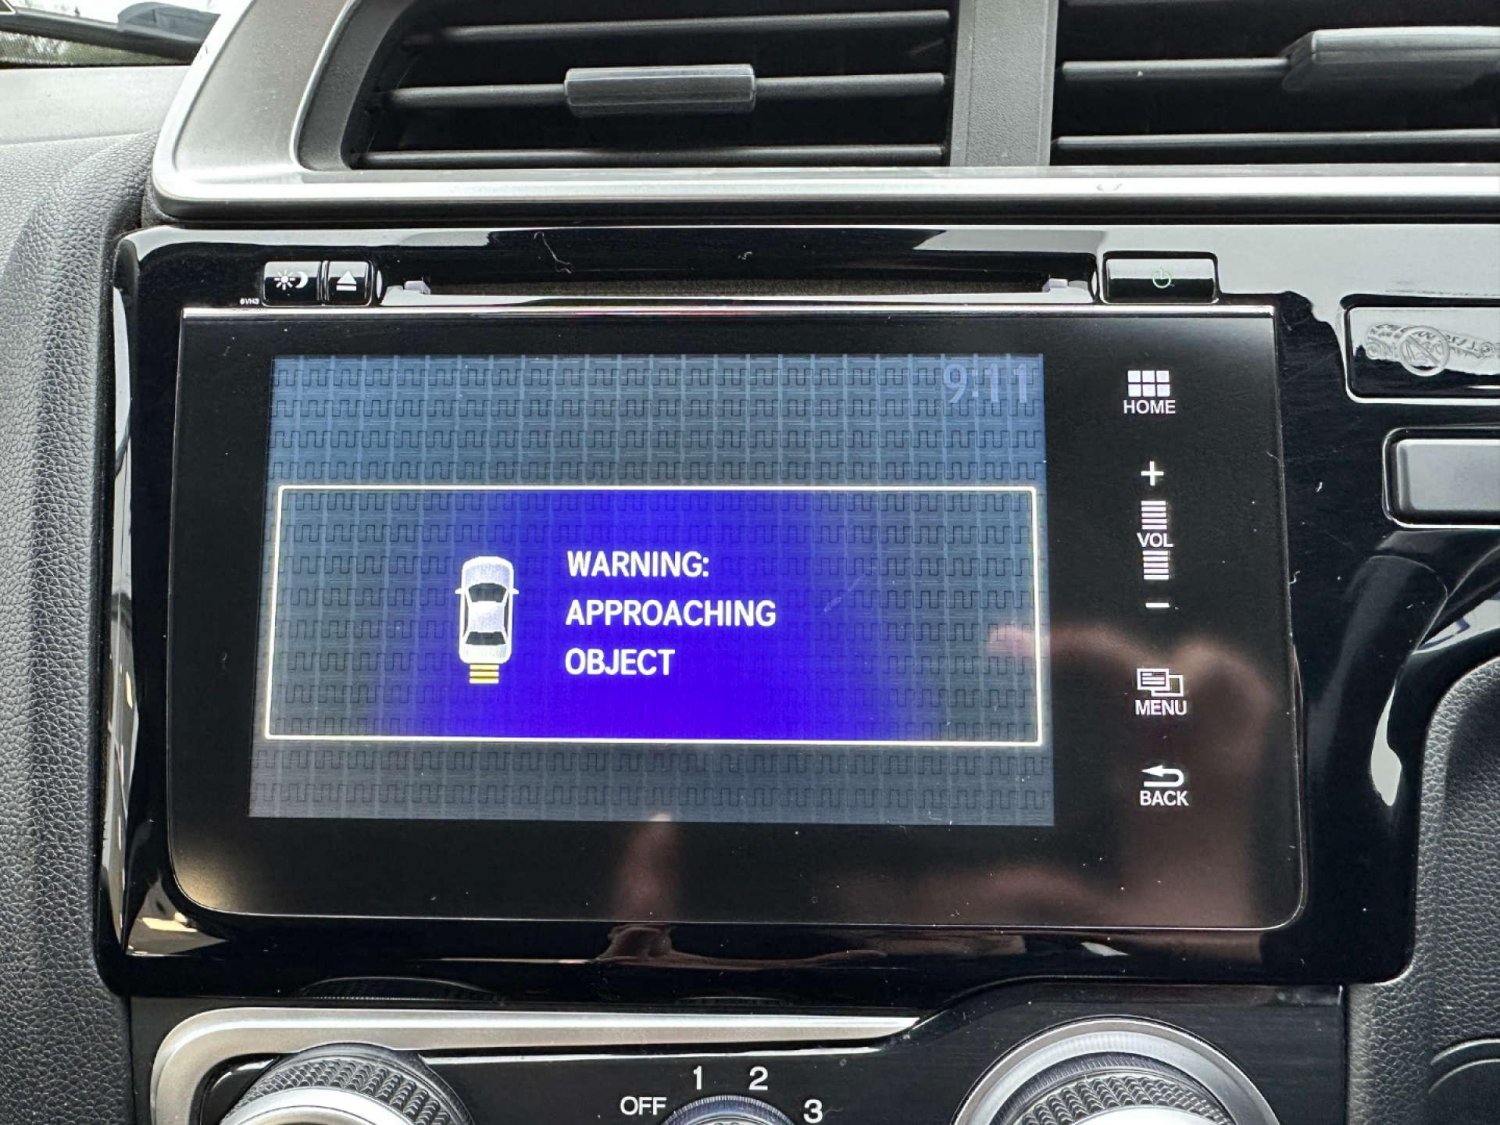 9:11
HOME
+
VOL
−
WARNING:
APPROACHING
OBJECT
MENU
BACK
1 2
OFF 3